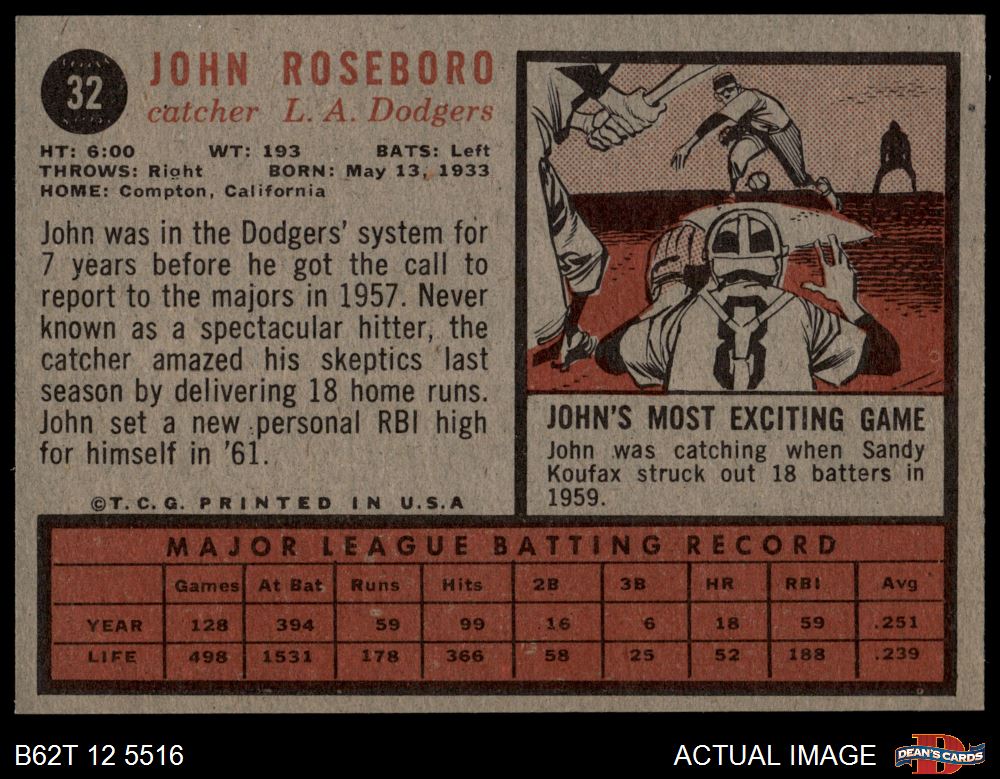 32
JOHN ROSEBORO
catcher L. A. Dodgers
HT: 6:00 WT: 193 BATS: Left
THROWS: Right BORN: May 13, 1933
HOME: Compton, California
John was in the Dodgers' system for
7 years before he got the call to
report to the majors in 1957. Never
known as a spectacular hitter, the
catcher amazed his skeptics last
season by delivering 18 home runs.
John set a new personal RBI high
for himself in '61.
©T.C.G. PRINTED IN U.S.A
8
JOHN'S MOST EXCITING GAME
John was catching when Sandy
Koufax struck out 18 batters in
1959.
MAJOR LEAGUE BATTING RECORD
Games At Bat Runs Hits 2B 3B HR RBI Avg
YEAR 128 394 59 99 16 6 18 59 .251
LIFE 498 1531 178 366 58 25 52 188 .239
B62T 12 5516
ACTUAL IMAGE
D
DEAN'S CARDS